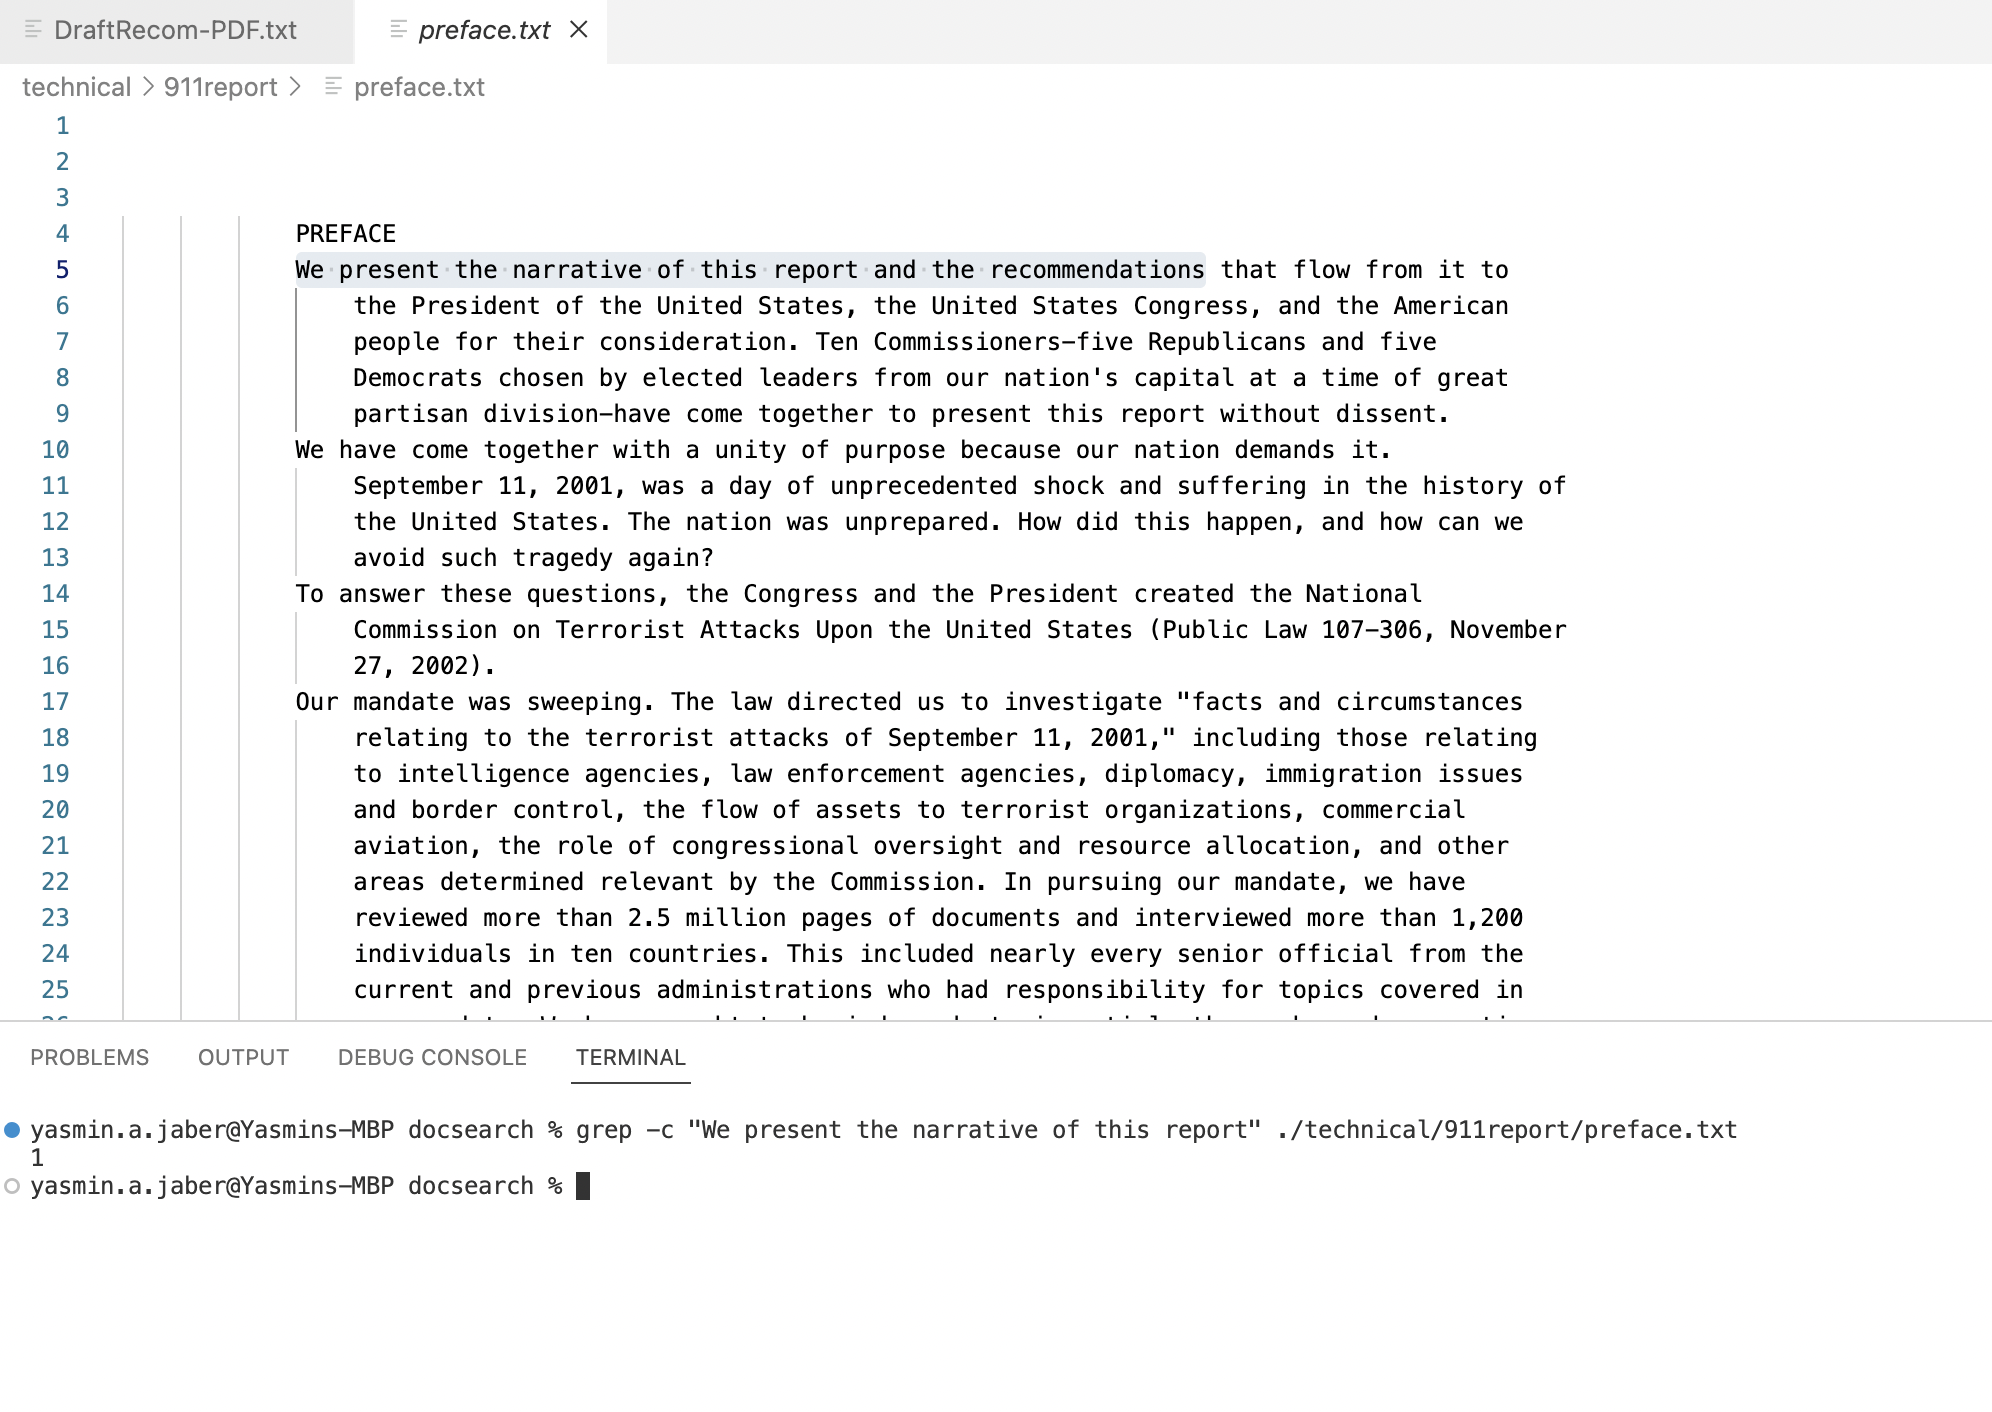 DraftRecom-PDF.txt preface.txt
technical > 911report > preface.txt
1
2
3
4 PREFACE
5 We present the narrative of this report and the recommendations that flow from it to
6 the President of the United States, the United States Congress, and the American
7 people for their consideration. Ten Commissioners-five Republicans and five
8 Democrats chosen by elected leaders from our nation's capital at a time of great
9 partisan division-have come together to present this report without dissent.
10 We have come together with a unity of purpose because our nation demands it.
11 September 11, 2001, was a day of unprecedented shock and suffering in the history of
12 the United States. The nation was unprepared. How did this happen, and how can we
13 avoid such tragedy again?
14 To answer these questions, the Congress and the President created the National
15 Commission on Terrorist Attacks Upon the United States (Public Law 107-306, November
16 27, 2002).
17 Our mandate was sweeping. The law directed us to investigate "facts and circumstances
18 relating to the terrorist attacks of September 11, 2001," including those relating
19 to intelligence agencies, law enforcement agencies, diplomacy, immigration issues
20 and border control, the flow of assets to terrorist organizations, commercial
21 aviation, the role of congressional oversight and resource allocation, and other
22 areas determined relevant by the Commission. In pursuing our mandate, we have
23 reviewed more than 2.5 million pages of documents and interviewed more than 1,200
24 individuals in ten countries. This included nearly every senior official from the
25 current and previous administrations who had responsibility for topics covered in
PROBLEMS OUTPUT DEBUG CONSOLE TERMINAL
yasmin.a.jaber@Yasmins-MBP docsearch % grep -c "We present the narrative of this report" ./technical/911report/preface.txt
1
yasmin.a.jaber@Yasmins-MBP docsearch %